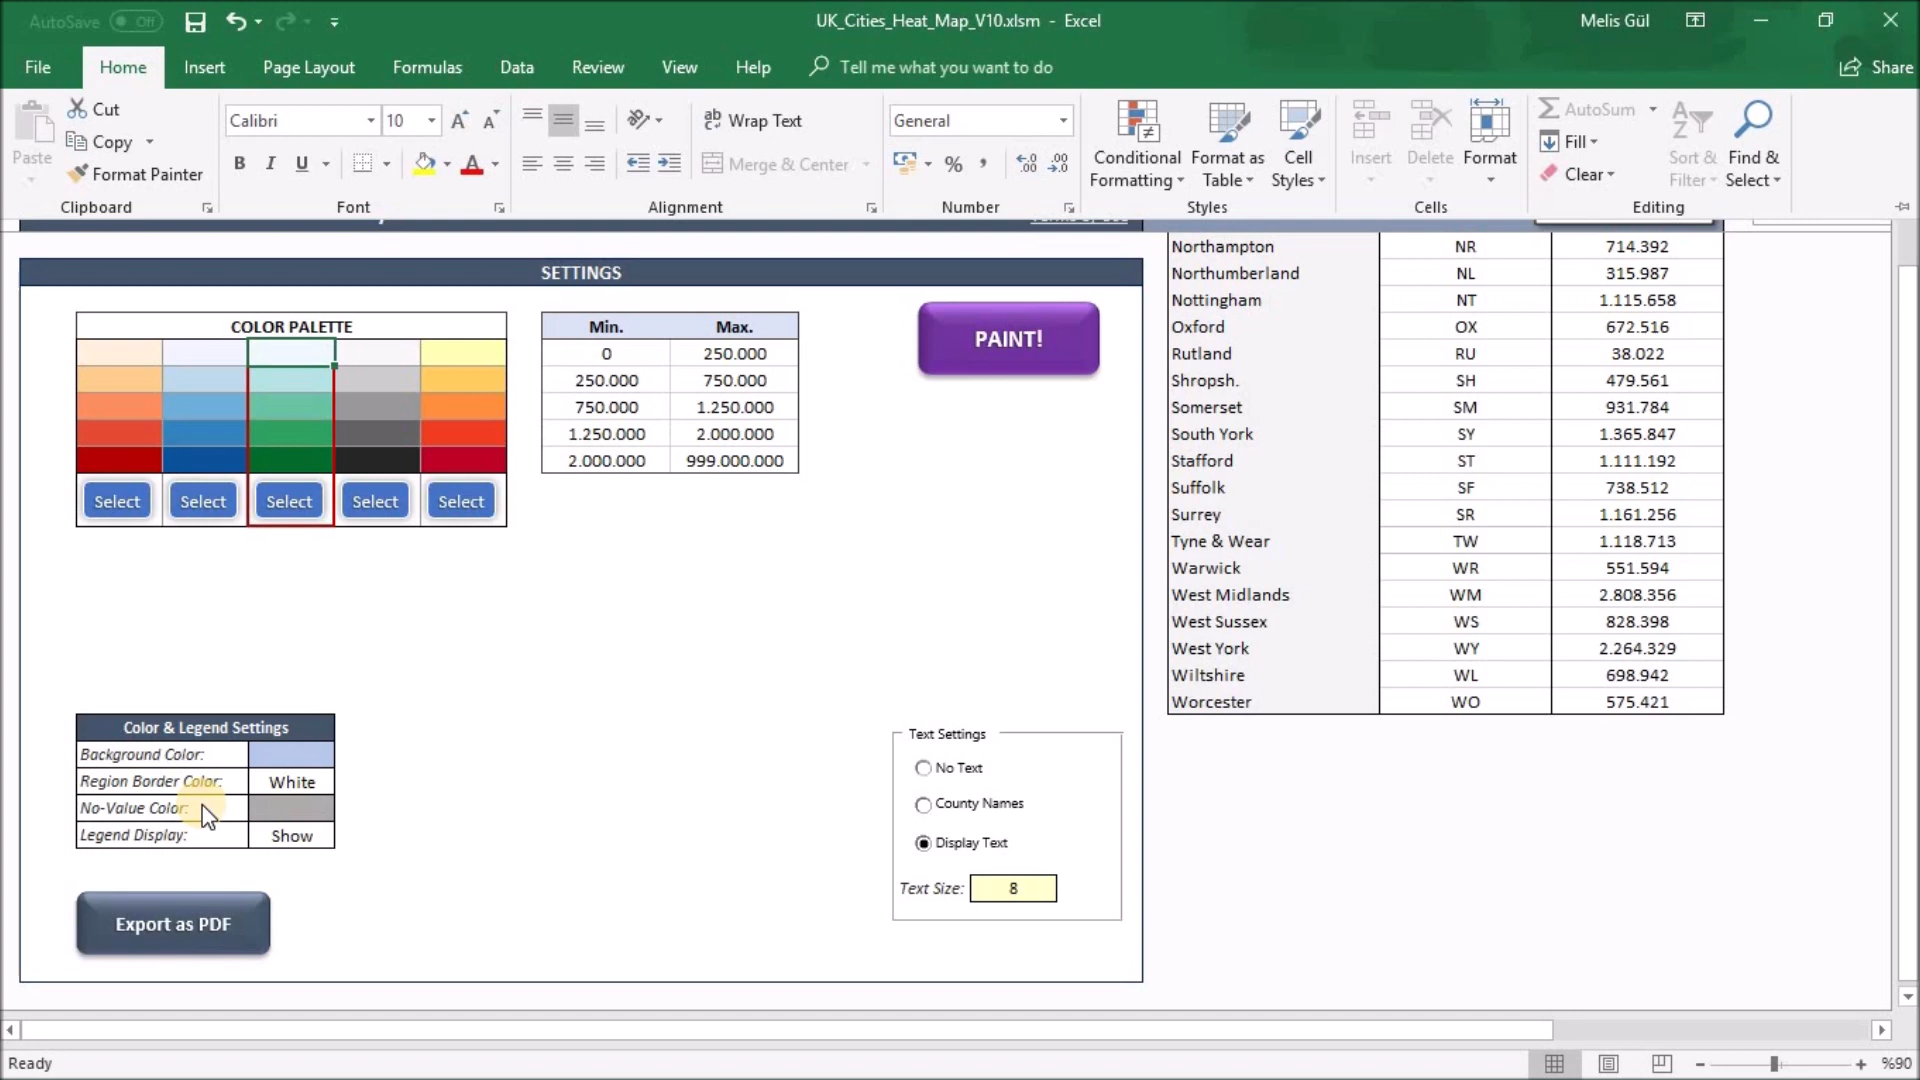 AutoSave Off
UK_Cities_Heat_Map_V10.xlsm - Excel
Melis Gül
File Home Insert Page Layout Formulas Data Review View Help Tell me what you want to do Share
Paste
Cut
Copy
Format Painter
Clipboard
Calibri 10
B I U
Font
Wrap Text
Merge & Center
Alignment
General
%
Number
Conditional Formatting
Format as Table
Cell Styles
Styles
Insert Delete Format
Cells
AutoSum
Fill
Clear
Sort & Filter
Find & Select
Editing
SETTINGS
COLOR PALETTE
Select Select Select Select Select
Min. Max.
0 250.000
250.000 750.000
750.000 1.250.000
1.250.000 2.000.000
2.000.000 999.000.000
PAINT!
Color & Legend Settings
Background Color:
Region Border Color: White
No-Value Color:
Legend Display: Show
Export as PDF
Text Settings
No Text
County Names
Display Text
Text Size: 8
Northampton NR 714.392
Northumberland NL 315.987
Nottingham NT 1.115.658
Oxford OX 672.516
Rutland RU 38.022
Shropsh. SH 479.561
Somerset SM 931.784
South York SY 1.365.847
Stafford ST 1.111.192
Suffolk SF 738.512
Surrey SR 1.161.256
Tyne & Wear TW 1.118.713
Warwick WR 551.594
West Midlands WM 2.808.356
West Sussex WS 828.398
West York WY 2.264.329
Wiltshire WL 698.942
Worcester WO 575.421
Ready
%90